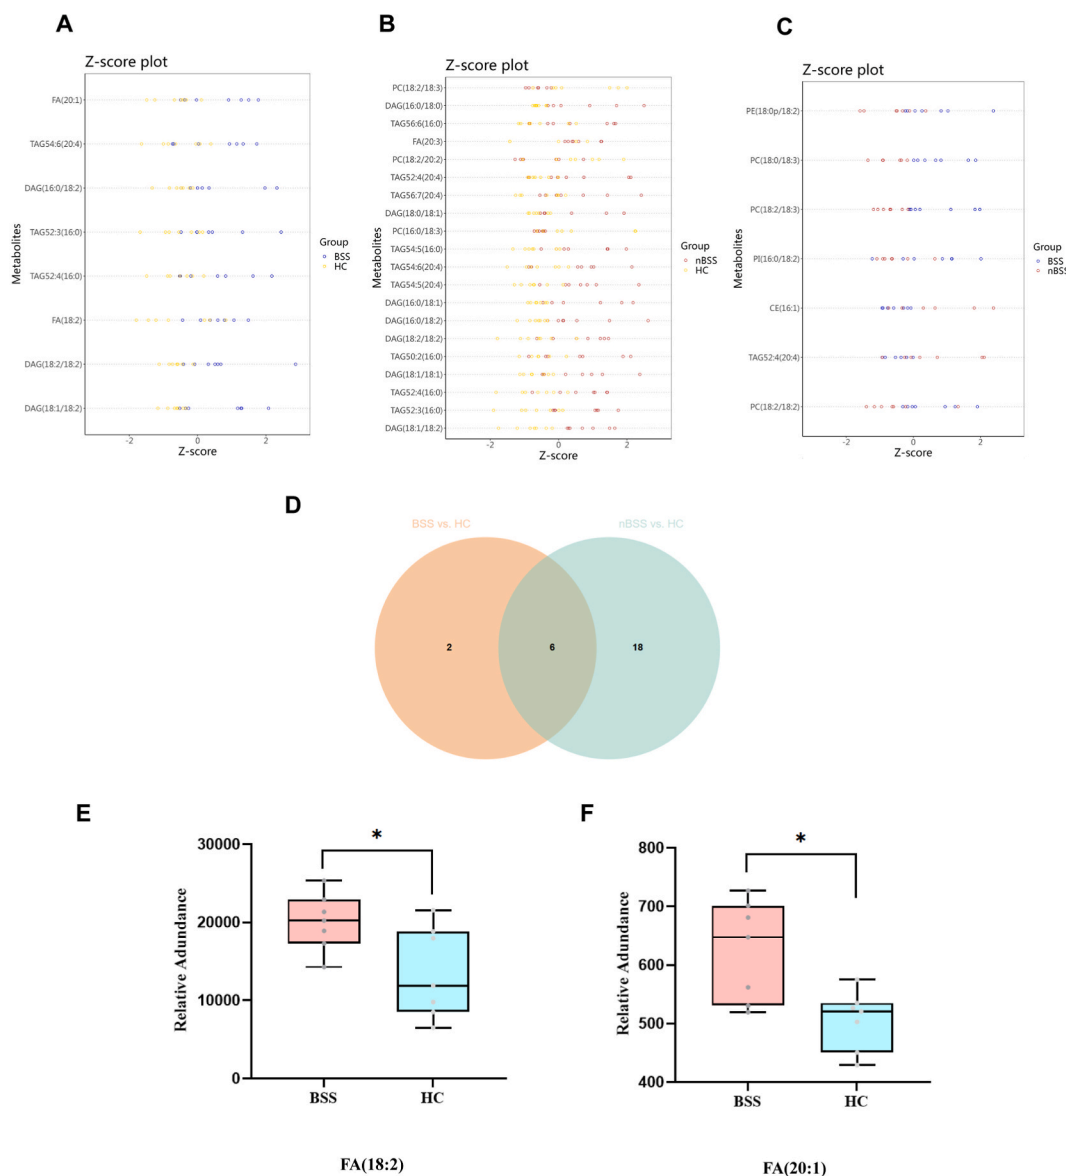 A
B
C
Z-score plot
Metabolites
FA(20:1)
TAG54:6(20:4)
DAG(16:0/18:2)
TAG52:3(16:0)
TAG52:4(16:0)
FA(18:2)
DAG(18:2/18:2)
DAG(18:1/18:2)
-2
0
2
Z-score
Group
BSS
HC
Z-score plot
Metabolites
PC(18:2/18:3)
DAG(16:0/18:0)
TAG56:6(16:0)
FA(20:3)
PC(18:2/20:2)
TAG52:4(20:4)
TAG56:7(20:4)
DAG(18:0/18:1)
PC(16:0/18:3)
TAG54:5(16:0)
TAG54:6(20:4)
TAG54:5(20:4)
DAG(16:0/18:1)
DAG(16:0/18:2)
DAG(18:2/18:2)
TAG50:2(16:0)
DAG(18:1/18:1)
TAG52:4(16:0)
TAG52:3(16:0)
DAG(18:1/18:2)
-2
0
2
Z-score
Group
nBSS
HC
Z-score plot
Metabolites
PE(18:0p/18:2)
PC(18:0/18:3)
PC(18:2/18:3)
PI(16:0/18:2)
CE(16:1)
TAG52:4(20:4)
PC(18:2/18:2)
-2
0
2
Z-score
Group
BSS
nBSS
D
BSS vs. HC
nBSS vs. HC
2
6
18
E
Relative Adundance
30000
20000
10000
0
*
BSS
HC
FA(18:2)
F
Relative Adundance
800
700
600
500
400
*
BSS
HC
FA(20:1)